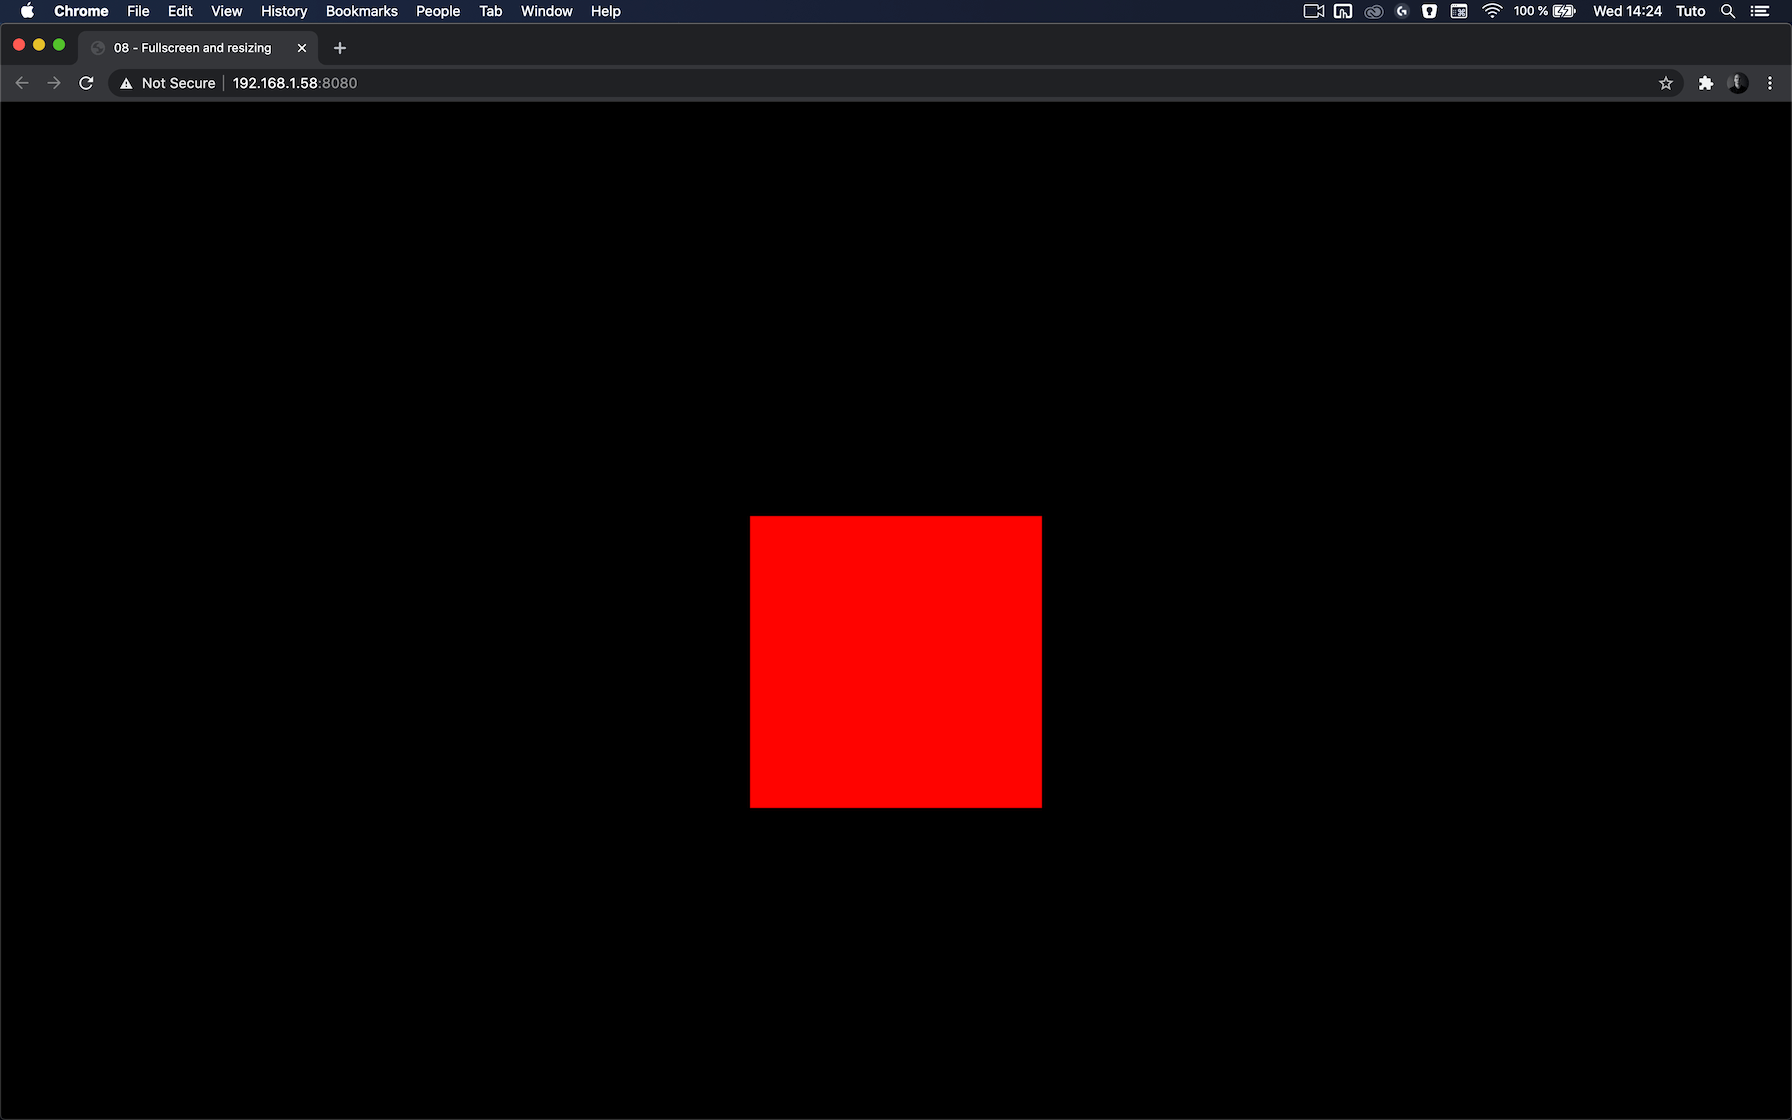 Chrome File Edit View History Bookmarks People Tab Window Help 100 % Wed 14:24 Tuto
08 - Fullscreen and resizing
Not Secure 192.168.1.58:8080